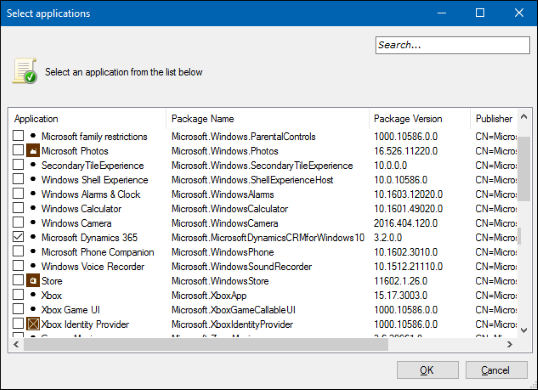 Select applications
Search...
Select an application from the list below
Application Package Name Package Version Publisher
Microsoft family restrictions Microsoft.Windows.ParentalControls 1000.10586.0.0 CN=Micros
Microsoft Photos Microsoft.Windows.Photos 16.526.11220.0 CN=Micros
SecondaryTileExperience Microsoft.Windows.SecondaryTileExperience 10.0.0.0 CN=Micros
Windows Shell Experience Microsoft.Windows.ShellExperienceHost 10.0.10586.0 CN=Micros
Windows Alarms & Clock Microsoft.WindowsAlarms 10.1603.12020.0 CN=Micros
Windows Calculator Microsoft.WindowsCalculator 10.1601.49020.0 CN=Micros
Windows Camera Microsoft.WindowsCamera 2016.404.120.0 CN=Micros
Microsoft Dynamics 365 Microsoft.MicrosoftDynamicsCRMforWindows10 3.2.0.0 CN=Micros
Microsoft Phone Companion Microsoft.WindowsPhone 10.1602.3010.0 CN=Micros
Windows Voice Recorder Microsoft.WindowsSoundRecorder 10.1512.21110.0 CN=Micros
Store Microsoft.WindowsStore 11602.1.26.0 CN=Micros
Xbox Microsoft.XboxApp 15.17.3003.0 CN=Micros
Xbox Game UI Microsoft.XboxGameCallableUI 1000.10586.0.0 CN=Micros
Xbox Identity Provider Microsoft.XboxIdentityProvider 1000.10586.0.0 CN=Micros
OK Cancel